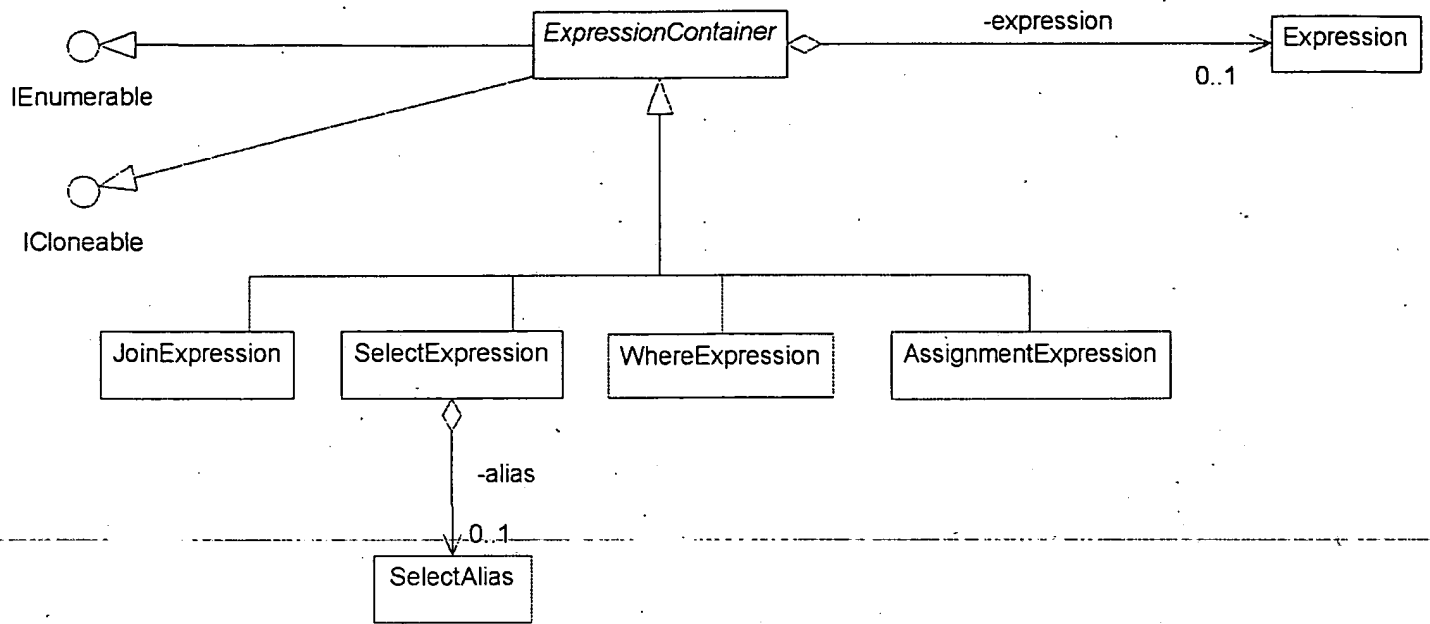 ExpressionContainer
-expression
Expression
0..1
IEnumerable
ICloneable
JoinExpression
SelectExpression
WhereExpression
AssignmentExpression
-alias
0..1
SelectAlias